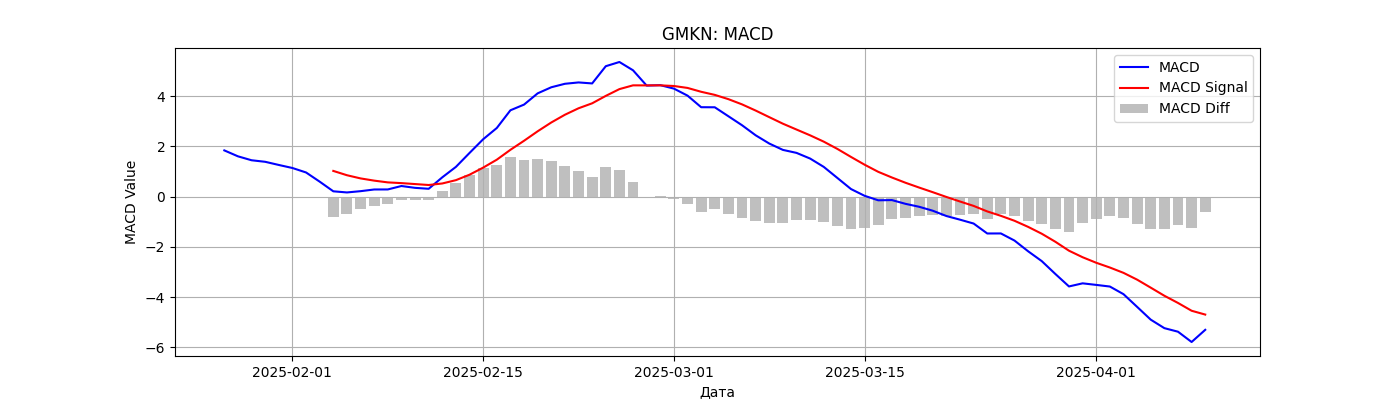 GMKN: MACD
MACD
MACD Signal
MACD Diff
MACD Value
4
2
0
−2
−4
−6
2025-02-01
2025-02-15
2025-03-01
2025-03-15
2025-04-01
Дата